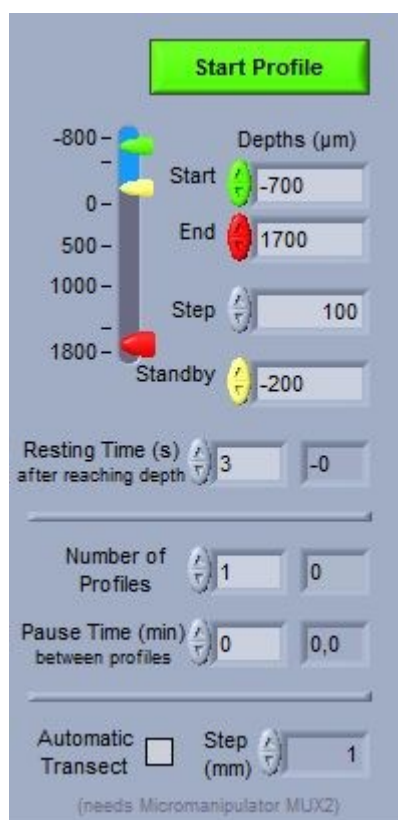 Start Profile
-800
Depths (µm)
Start -700
0
End 1700
500
1000
Step 100
1800
Standby -200
Resting Time (s) 3 -0
after reaching depth
Number of
Profiles 1 0
Pause Time (min) 0 0,0
between profiles
Automatic Step
Transect (mm) 1
(needs Micromanipulator MUX2)